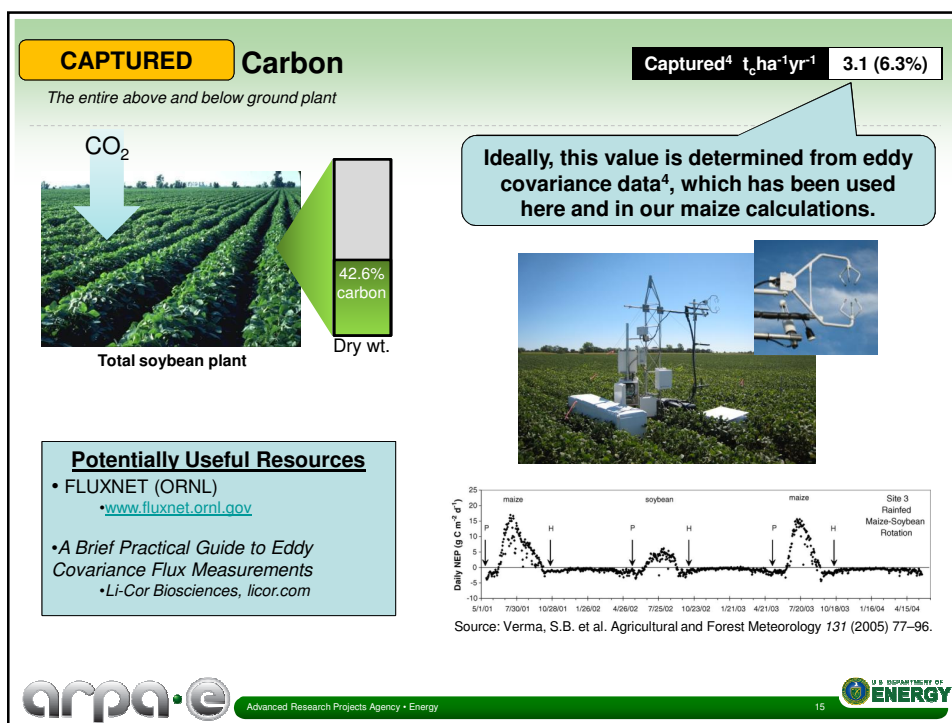 CAPTURED Carbon
Captured⁴ t꜀ha⁻¹yr⁻¹ 3.1 (6.3%)
The entire above and below ground plant
CO₂
42.6%
carbon
Dry wt.
Total soybean plant
Ideally, this value is determined from eddy
covariance data⁴, which has been used
here and in our maize calculations.
Potentially Useful Resources
• FLUXNET (ORNL)
•www.fluxnet.ornl.gov
•A Brief Practical Guide to Eddy
Covariance Flux Measurements
•Li-Cor Biosciences, licor.com
Daily NEP (g C m⁻² d⁻¹)
25
20
15
10
5
0
-5
-10
maize soybean maize
Site 3
Rainfed
Maize-Soybean
Rotation
P H P H P H
5/1/01 7/30/01 10/28/01 1/26/02 4/26/02 7/25/02 10/23/02 1/21/03 4/21/03 7/20/03 10/18/03 1/16/04 4/15/04
Source: Verma, S.B. et al. Agricultural and Forest Meteorology 131 (2005) 77–96.
arpa·e
Advanced Research Projects Agency • Energy
15
U.S. DEPARTMENT OF
ENERGY